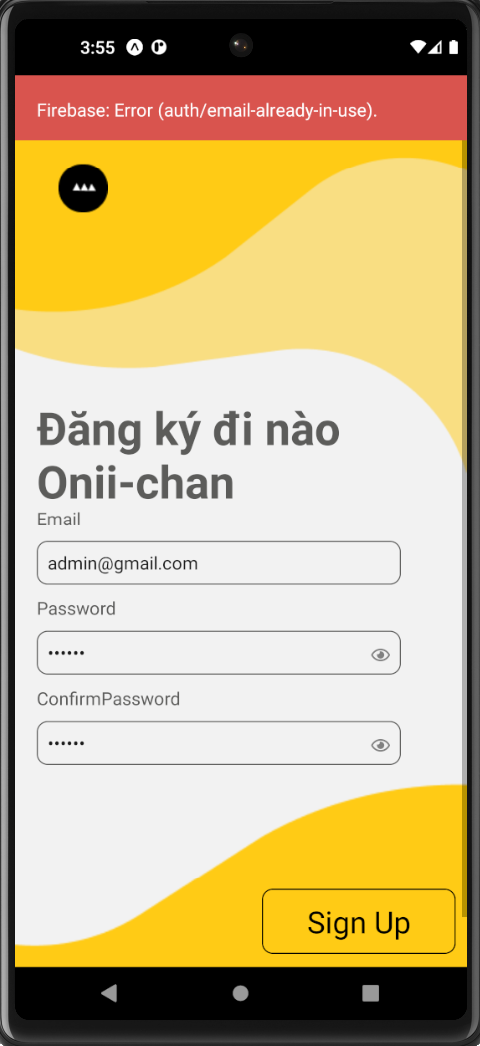 3:55
Firebase: Error (auth/email-already-in-use).
Đăng ký đi nào
Onii-chan
Email
admin@gmail.com
Password
••••••
ConfirmPassword
••••••
Sign Up